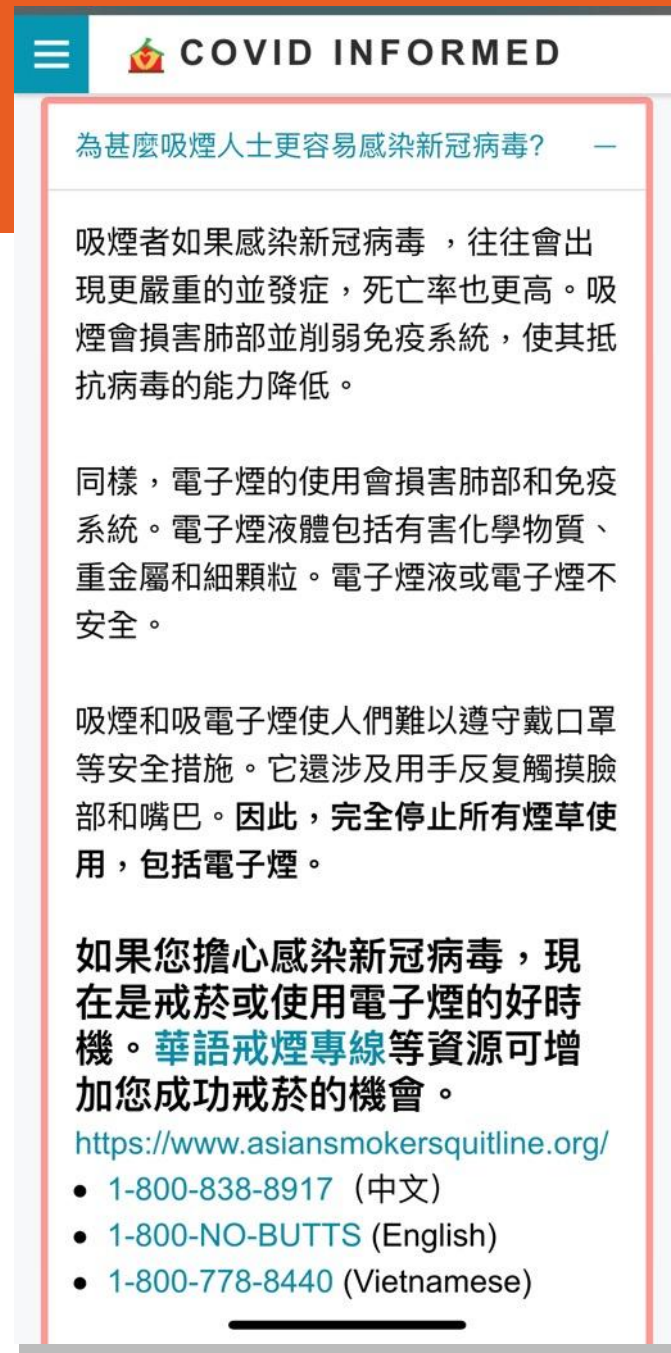 COVID INFORMED
為甚麼吸煙人士更容易感染新冠病毒? —
吸煙者如果感染新冠病毒 ，往往會出
現更嚴重的並發症，死亡率也更高。吸
煙會損害肺部並削弱免疫系統，使其抵
抗病毒的能力降低。
同樣，電子煙的使用會損害肺部和免疫
系統。電子煙液體包括有害化學物質、
重金屬和細顆粒。電子煙液或電子煙不
安全。
吸煙和吸電子煙使人們難以遵守戴口罩
等安全措施。它還涉及用手反复觸摸臉
部和嘴巴。因此，完全停止所有煙草使
用，包括電子煙。
如果您擔心感染新冠病毒，現
在是戒菸或使用電子煙的好時
機。華語戒煙專線等資源可增
加您成功戒菸的機會。
https://www.asiansmokersquitline.org/
• 1-800-838-8917（中文）
• 1-800-NO-BUTTS (English)
• 1-800-778-8440 (Vietnamese)